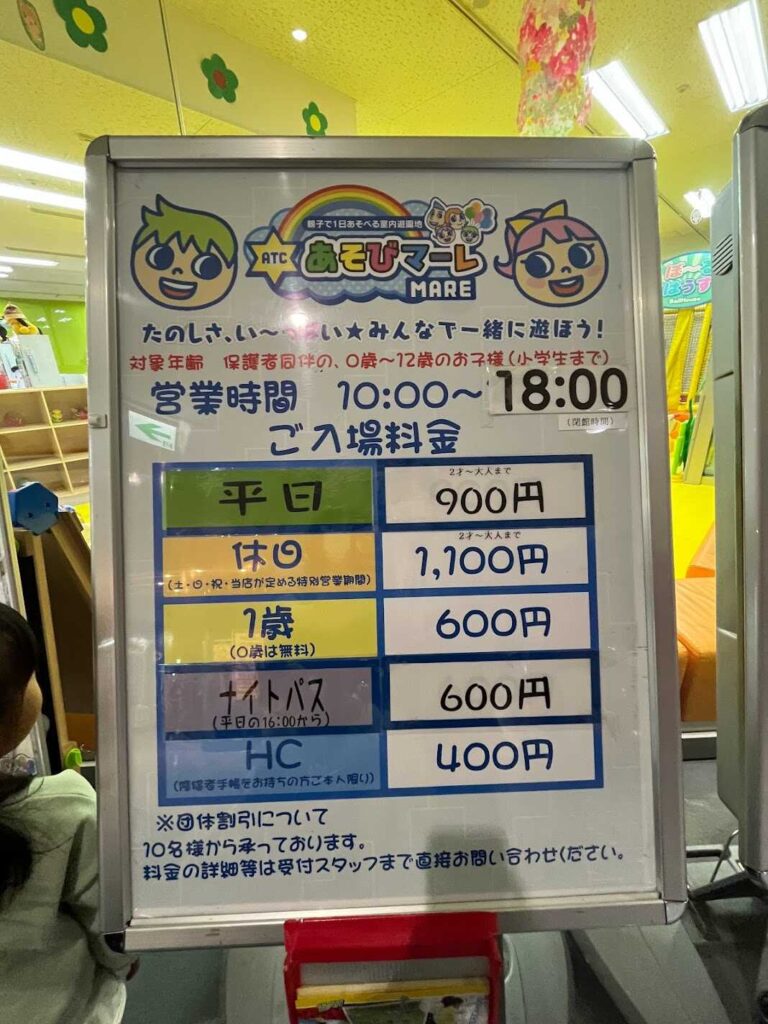 親子で1日あそべる室内遊園地
ATC あそびマーレ
MARE
たのしさ、い〜っぱい★みんなで一緒に遊ぼう!
対象年齢 保護者同伴の、0歳〜12歳のお子様(小学生まで)
営業時間 10:00〜18:00
(閉館時間)
ご入場料金
平日 2才〜大人まで 900円
休日 2才〜大人まで 1,100円
(土・日・祝・当店が定める特別営業期間)
1歳 600円
(0歳は無料)
ナイトパス 600円
(平日の16:00から)
HC 400円
(障がい者手帳をお持ちの方ご本人限り)
※団体割引について
10名様から承っております。
料金の詳細等は受付スタッフまで直接お問い合わせください。
ぼ〜る
はうす
BallHouse